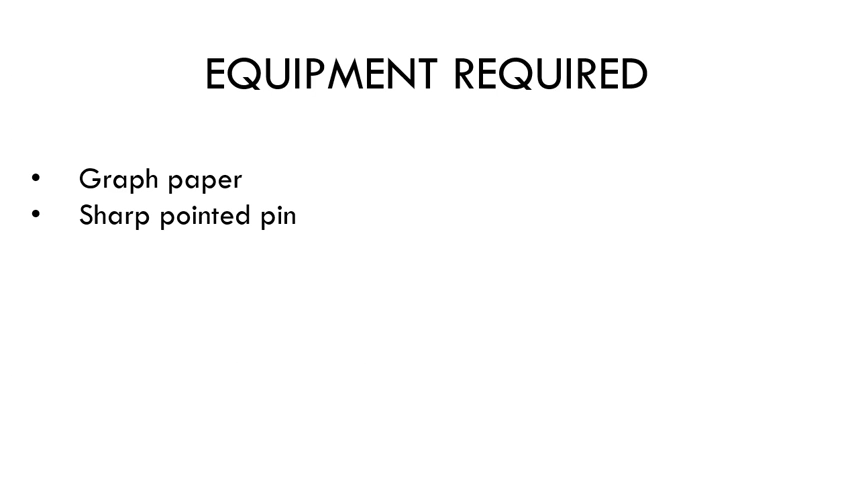 EQUIPMENT REQUIRED
• Graph paper
• Sharp pointed pin